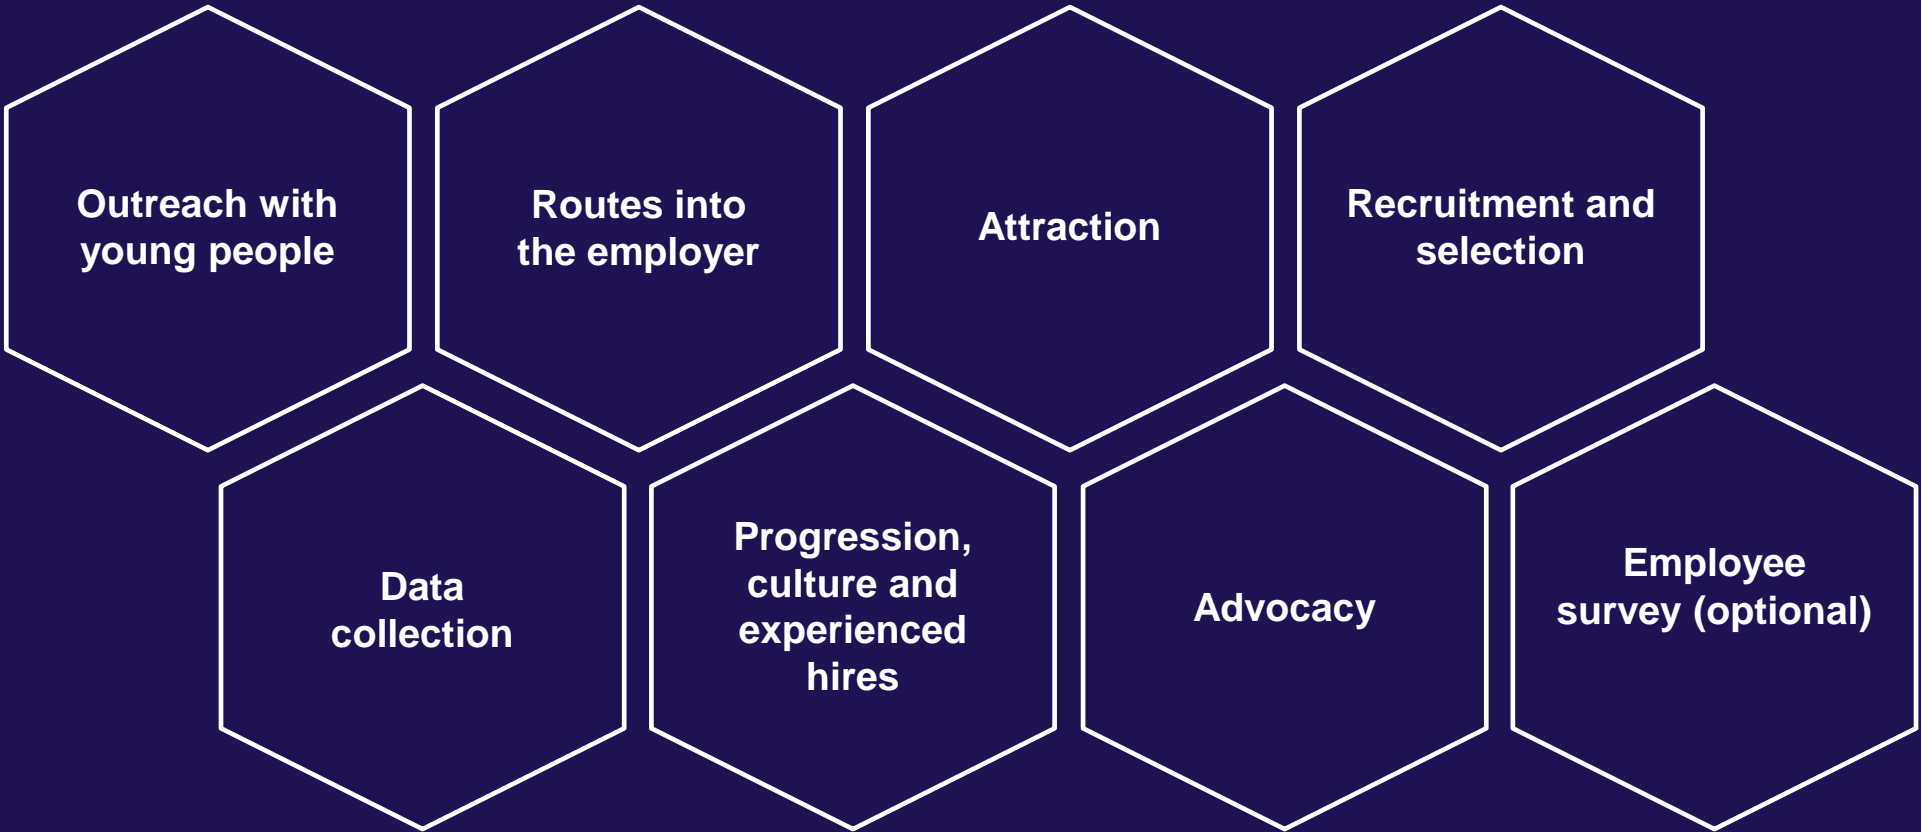 Outreach with
young people
Routes into
the employer
Attraction
Recruitment and
selection
Data
collection
Progression,
culture and
experienced
hires
Advocacy
Employee
survey (optional)